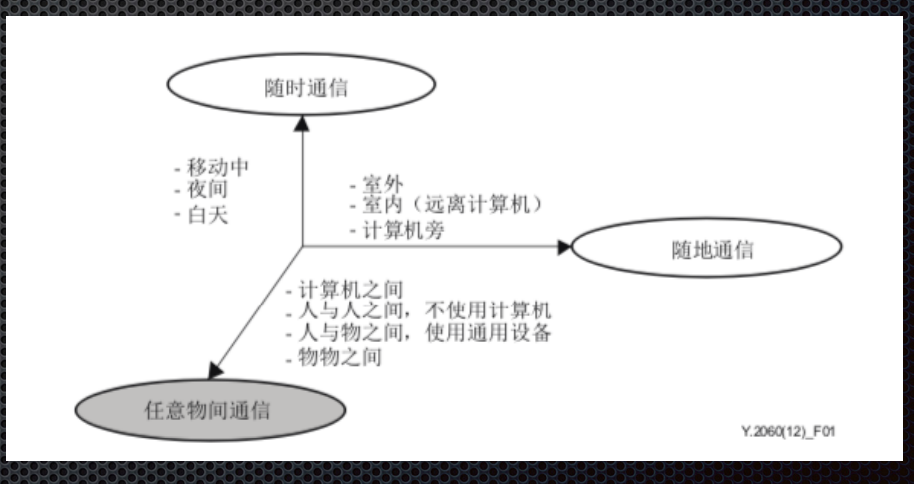 随时通信
- 移动中
- 夜间
- 白天
- 室外
- 室内（远离计算机）
- 计算机旁
随地通信
- 计算机之间
- 人与人之间，不使用计算机
- 人与物之间，使用通用设备
- 物物之间
任意物间通信
Y.2060(12)_F01